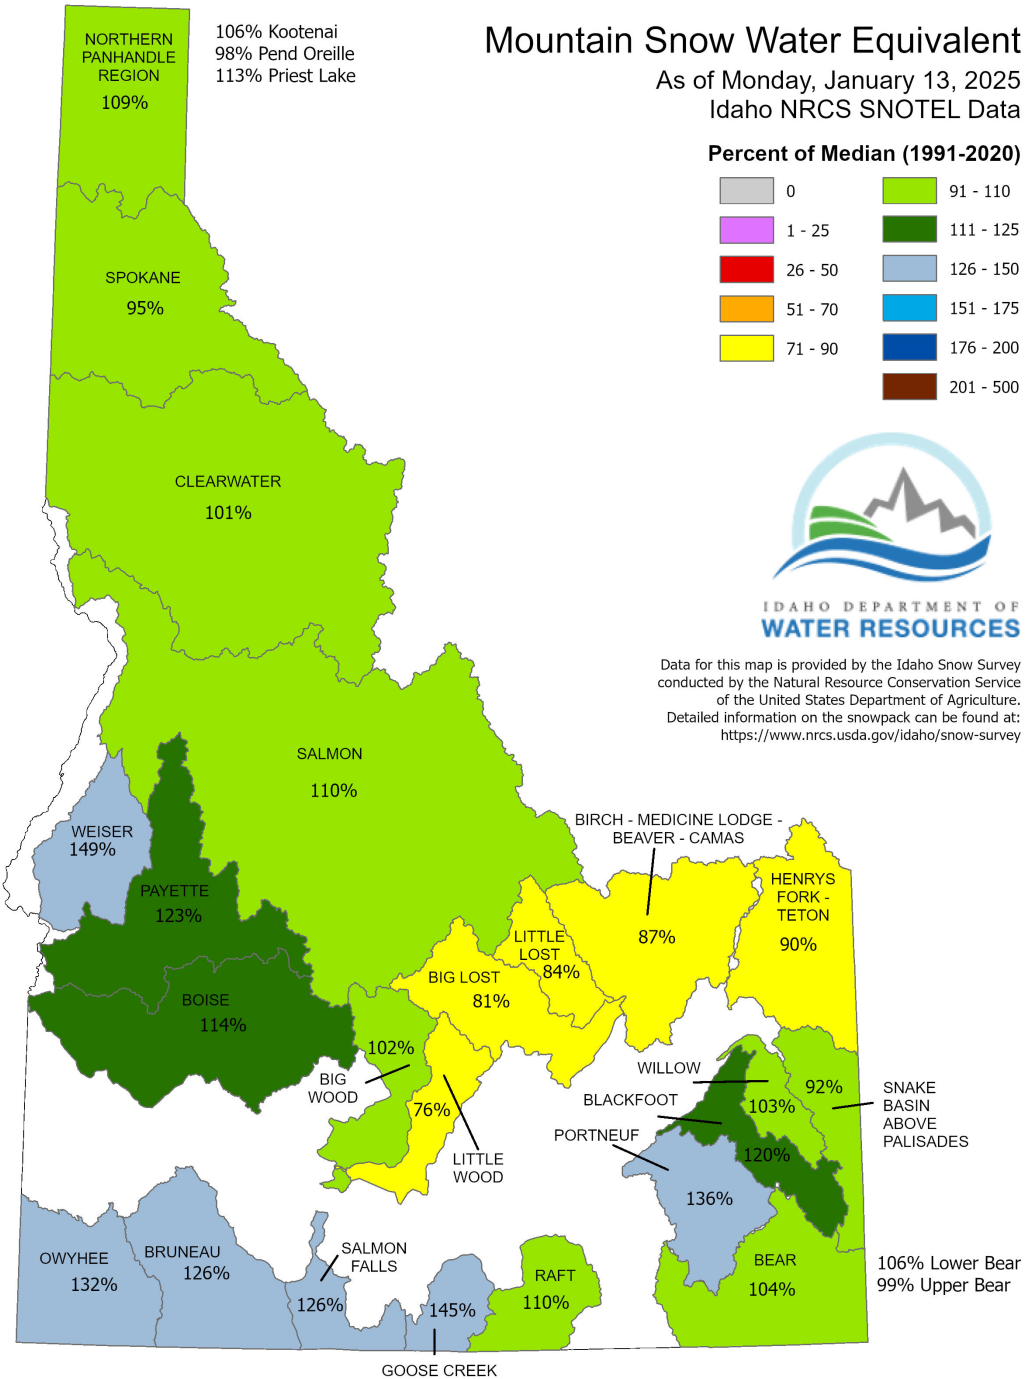 Mountain Snow Water Equivalent
As of Monday, January 13, 2025
Idaho NRCS SNOTEL Data
Percent of Median (1991-2020)
0
1 - 25
26 - 50
51 - 70
71 - 90
91 - 110
111 - 125
126 - 150
151 - 175
176 - 200
201 - 500
IDAHO DEPARTMENT OF
WATER RESOURCES
Data for this map is provided by the Idaho Snow Survey
conducted by the Natural Resource Conservation Service
of the United States Department of Agriculture.
Detailed information on the snowpack can be found at:
https://www.nrcs.usda.gov/idaho/snow-survey
NORTHERN
PANHANDLE
REGION
109%
106% Kootenai
98% Pend Oreille
113% Priest Lake
SPOKANE
95%
CLEARWATER
101%
SALMON
110%
WEISER
149%
PAYETTE
123%
BOISE
114%
BIRCH - MEDICINE LODGE -
BEAVER - CAMAS
87%
HENRYS
FORK -
TETON
90%
LITTLE
LOST
84%
BIG LOST
81%
102%
BIG
WOOD
76%
LITTLE
WOOD
WILLOW
103%
BLACKFOOT
120%
PORTNEUF
136%
92%
SNAKE
BASIN
ABOVE
PALISADES
OWYHEE
132%
BRUNEAU
126%
SALMON
FALLS
126%
145%
GOOSE CREEK
RAFT
110%
BEAR
104%
106% Lower Bear
99% Upper Bear